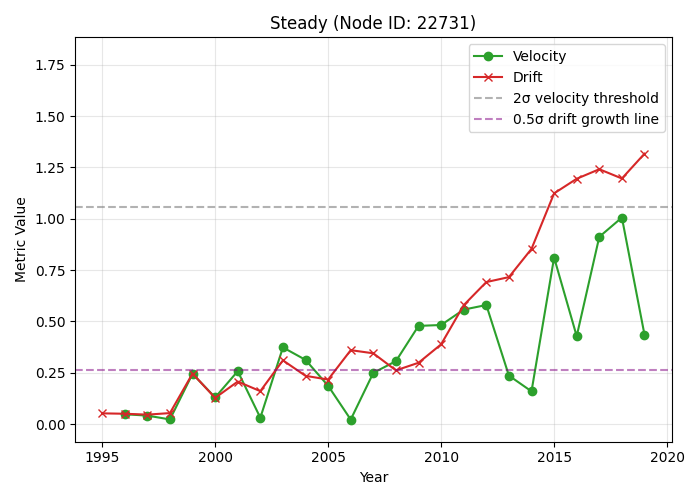 Steady (Node ID: 22731)
Velocity
Drift
2σ velocity threshold
0.5σ drift growth line
Metric Value
1.75
1.50
1.25
1.00
0.75
0.50
0.25
0.00
1995 2000 2005 2010 2015 2020
Year